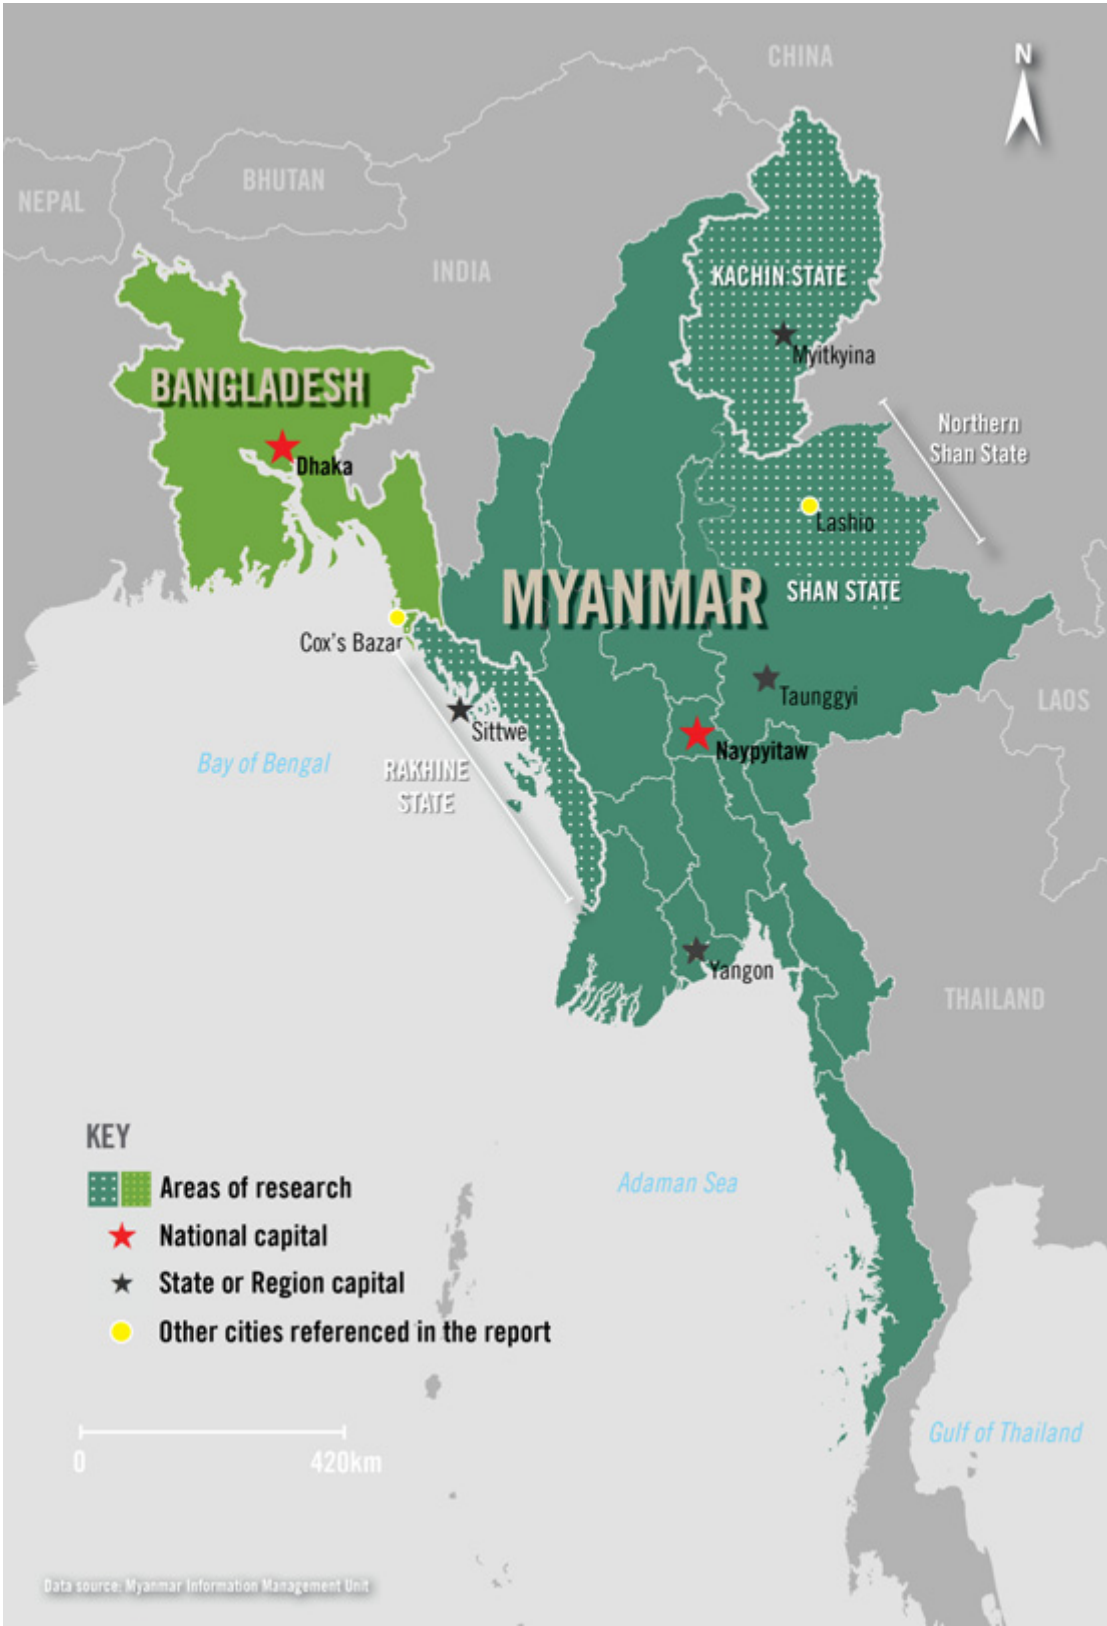 CHINA
N
BHUTAN
NEPAL
INDIA
KACHIN STATE
Myitkyina
BANGLADESH
Northern
Shan State
Dhaka
Lashio
MYANMAR
SHAN STATE
Cox's Bazar
Taunggyi
LAOS
Sittwe
Naypyitaw
Bay of Bengal
RAKHINE
STATE
Yangon
THAILAND
KEY
Areas of research
Adaman Sea
National capital
State or Region capital
Other cities referenced in the report
Gulf of Thailand
0 420km
Data source: Myanmar Information Management Unit